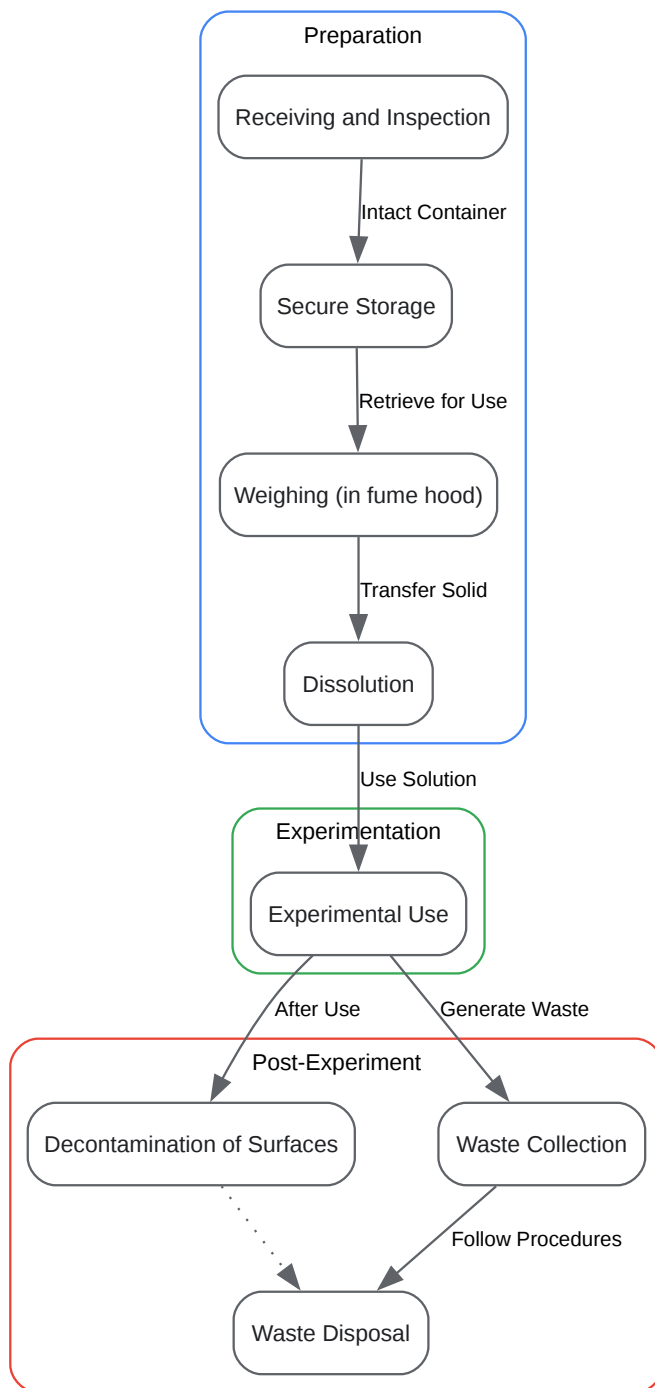 Preparation
Receiving and Inspection
Intact Container
Secure Storage
Retrieve for Use
Weighing (in fume hood)
Transfer Solid
Dissolution
Use Solution
Experimentation
Experimental Use
After Use
Generate Waste
Post-Experiment
Decontamination of Surfaces
Waste Collection
Follow Procedures
Waste Disposal